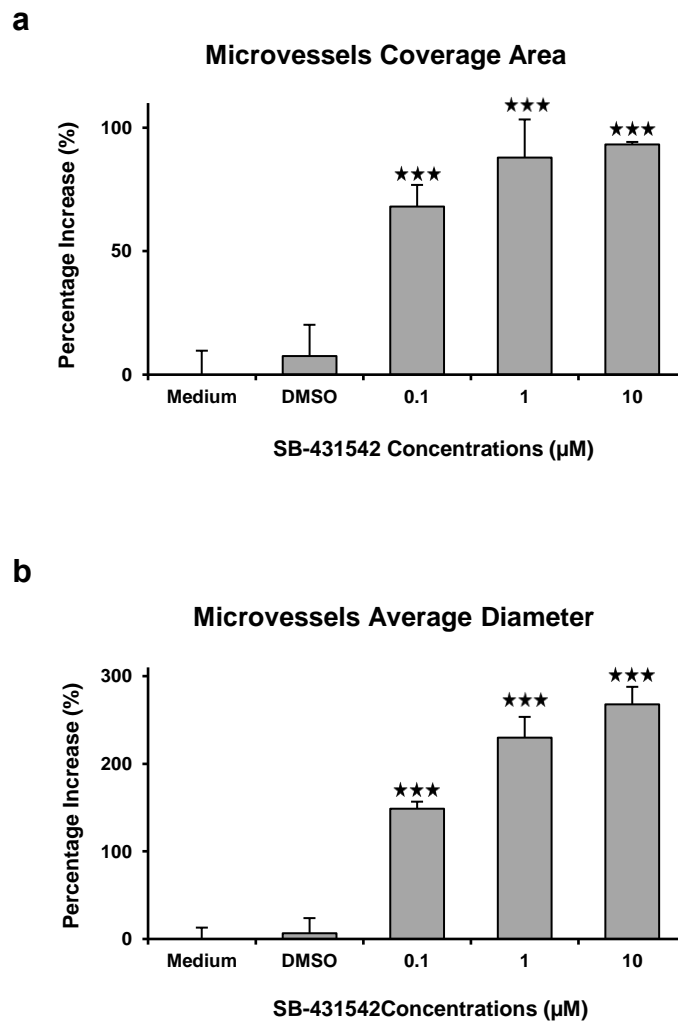 a
Microvessels Coverage Area
Percentage Increase (%)
100
50
0
★★★
★★★
★★★
Medium DMSO 0.1 1 10
SB-431542 Concentrations (µM)
b
Microvessels Average Diameter
Percentage Increase (%)
300
200
100
0
★★★
★★★
★★★
Medium DMSO 0.1 1 10
SB-431542Concentrations (µM)